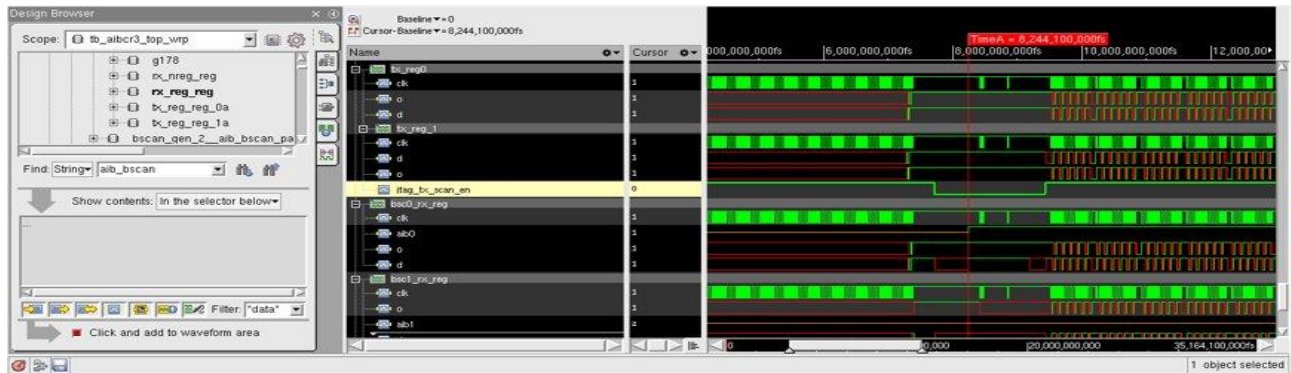 Design Browser
Scope: tb_aibcr3_top_wrp
g178
rx_nreg_reg
rx_reg_reg
tx_reg_reg_0a
tx_reg_reg_1a
bscan_gen_2__aib_bscan_pa
Find: String aib_bscan
Show contents: In the selector below
...
Filter: "data"
Click and add to waveform area
Baseline = 0
Cursor-Baseline = 8,244,100,000fs
Name Cursor
TimeA = 8,244,100,000fs
000,000,000fs 6,000,000,000fs 8,000,000,000fs 10,000,000,000fs 12,000,00
tx_reg0
clk 1
o 1
d 1
tx_reg_1
clk 1
d 1
o 1
jtag_tx_scan_en 0
bsc0_rx_reg
clk 1
aib0 1
o 1
d 1
bsc1_rx_reg
clk 1
o 1
aib1 z
0 0,000 20,000,000,000 35,164,100,000fs
1 object selected